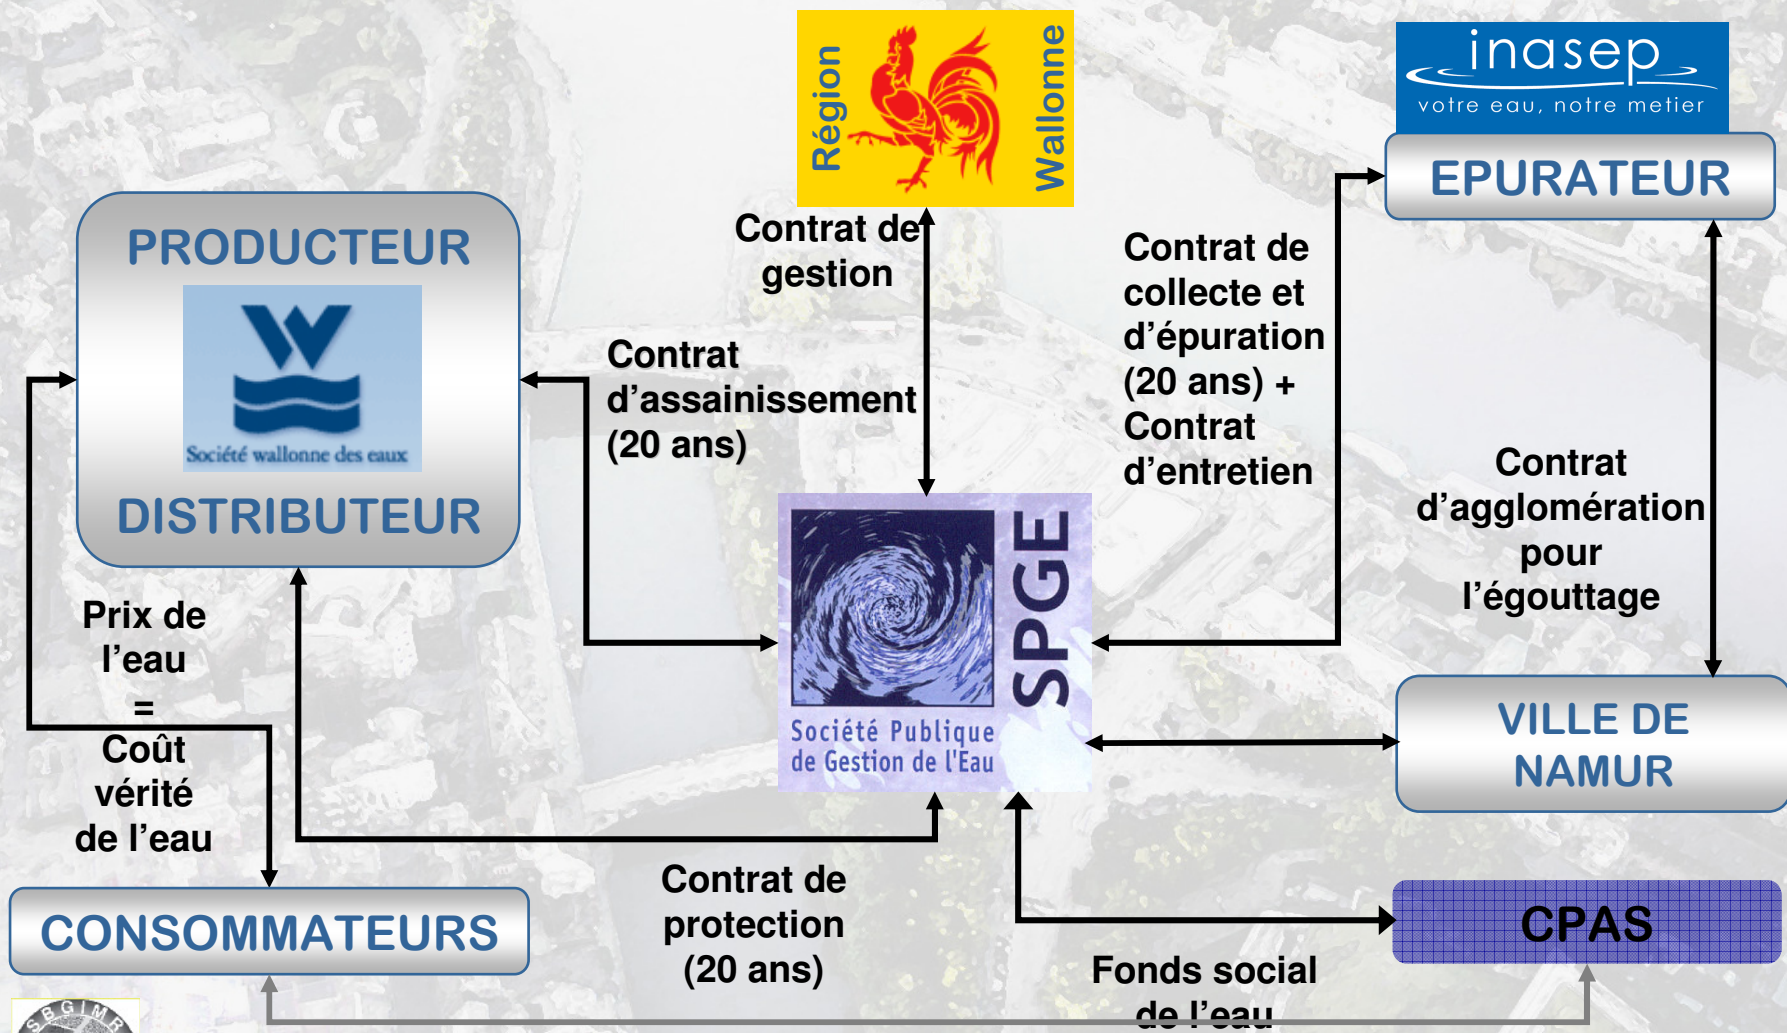 Région
Wallonne
inasep
votre eau, notre metier
EPURATEUR
PRODUCTEUR
Société wallonne des eaux
DISTRIBUTEUR
Contrat de
gestion
Contrat
d’assainissement
(20 ans)
Contrat de
collecte et
d’épuration
(20 ans) +
Contrat
d’entretien
Contrat
d’agglomération
pour
l’égouttage
SPGE
Société Publique
de Gestion de l'Eau
VILLE DE
NAMUR
Prix de
l’eau
=
Coût
vérité
de l’eau
CONSOMMATEURS
Contrat de
protection
(20 ans)
CPAS
Fonds social
de l’eau
SBGIMR